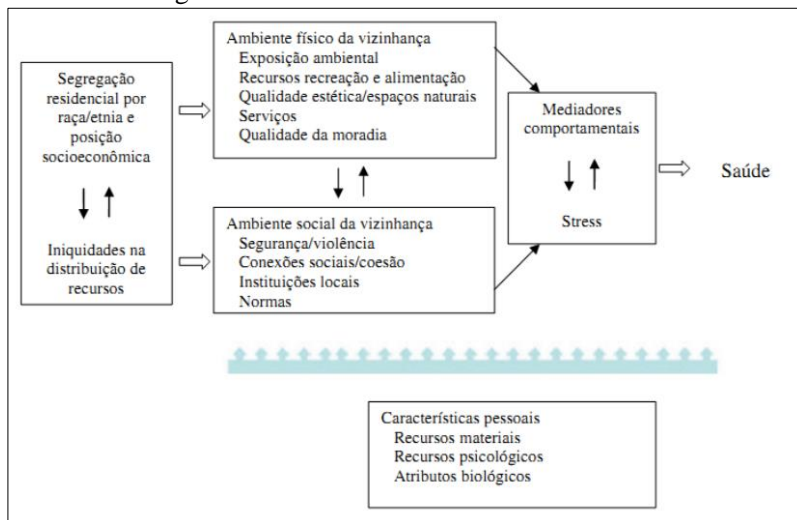 Segregação
residencial por
raça/etnia e
posição
socioeconômica
Iniquidades na
distribuição de
recursos
Ambiente físico da vizinhança
Exposição ambiental
Recursos recreação e alimentação
Qualidade estética/espaços naturais
Serviços
Qualidade da moradia
Ambiente social da vizinhança
Segurança/violência
Conexões sociais/coesão
Instituições locais
Normas
Mediadores
comportamentais
Stress
Saúde
Características pessoais
Recursos materiais
Recursos psicológicos
Atributos biológicos